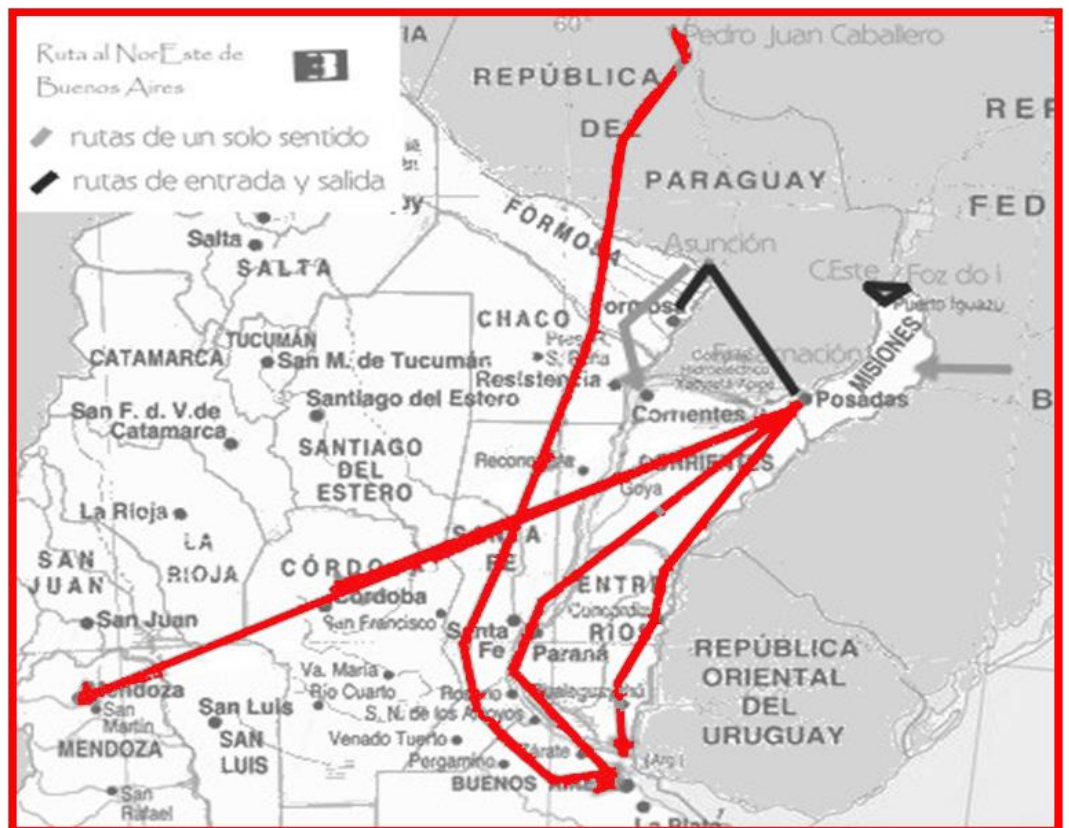 Ruta al NorEste de
Buenos Aires
3
rutas de un solo sentido
rutas de entrada y salida
60°
Pedro Juan Caballero
REPÚBLICA
DEL
PARAGUAY
FORMOSA
Asunción
C.Este
Foz do I
Puerto Iguazu
FED
Salta
SALTA
CHACO
Formosa
TUCUMÁN
CATAMARCA
San M. de Tucumán
Resistencia
MISIONES
Santiago del Estero
Corrientes
Posadas
San F. d. V.de
Catamarca
SANTIAGO
DEL
ESTERO
CORRIENTES
Goya
La Rioja
LA
RIOJA
SAN
JUAN
SANTA
FE
CÓRDOBA
Córdoba
ENTRE
RÍOS
Concordia
San Juan
San Francisco
Santa
Fe
Paraná
REPÚBLICA
ORIENTAL
DEL
URUGUAY
Va. María
Río Cuarto
Mendoza
San
Martín
MENDOZA
San Luis
SAN
LUIS
Rosario
Gualeguaychú
S. N. de los Arroyos
Venado Tuerto
Zárate
Pergamino
BUENOS AIRES
San
Rafael
La Plata